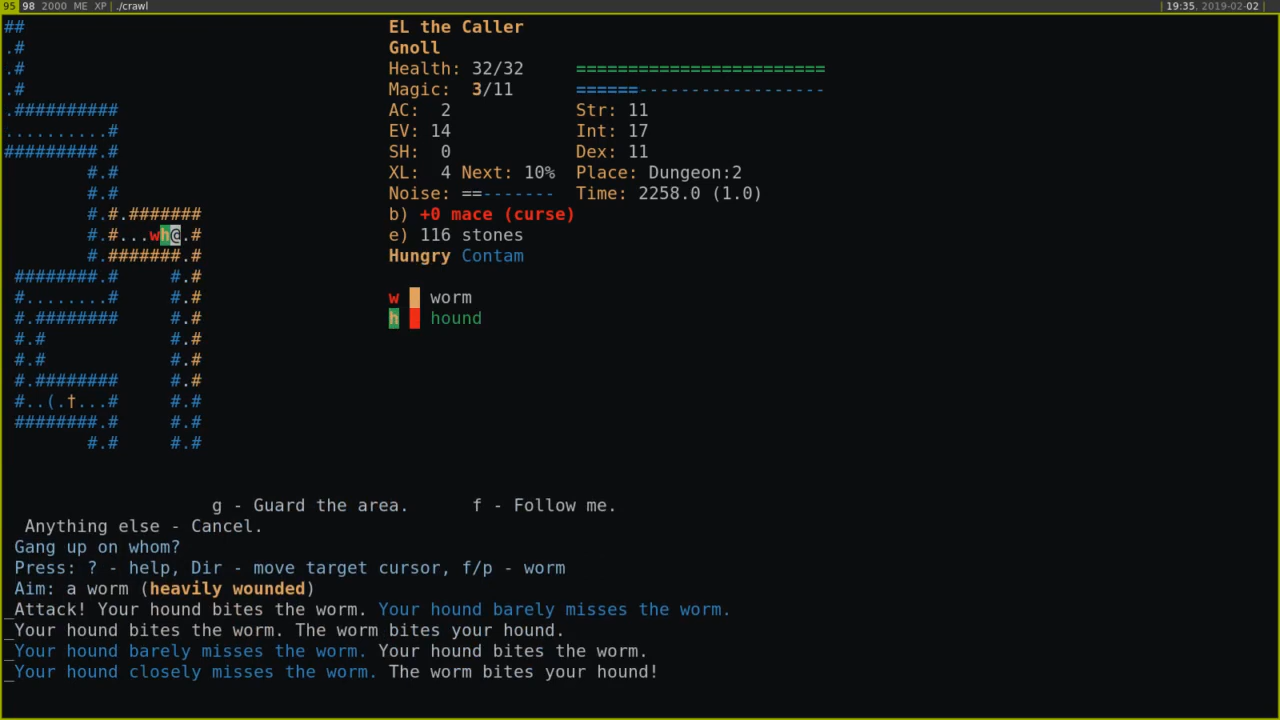 95 98 2000 ME XP | ./crawl | 19:35, 2019-02-02 |
## EL the Caller
.# Gnoll
.# Health: 32/32 ========================
.# Magic: 3/11 ======------------------
.########## AC: 2 Str: 11
..........# EV: 14 Int: 17
#########.# SH: 0 Dex: 11
#.# XL: 4 Next: 10% Place: Dungeon:2
#.# Noise: ==------- Time: 2258.0 (1.0)
#.#.####### b) +0 mace (curse)
#.#...wh@.# e) 116 stones
#.#######.# Hungry Contam
########.# #.#
#........# #.# w worm
#.######## #.# h hound
#.# #.#
#.# #.#
#.######## #.#
#..(.†...# #.#
########.# #.#
#.# #.#
g - Guard the area. f - Follow me.
Anything else - Cancel.
Gang up on whom?
Press: ? - help, Dir - move target cursor, f/p - worm
Aim: a worm (heavily wounded)
_Attack! Your hound bites the worm. Your hound barely misses the worm.
_Your hound bites the worm. The worm bites your hound.
_Your hound barely misses the worm. Your hound bites the worm.
_Your hound closely misses the worm. The worm bites your hound!